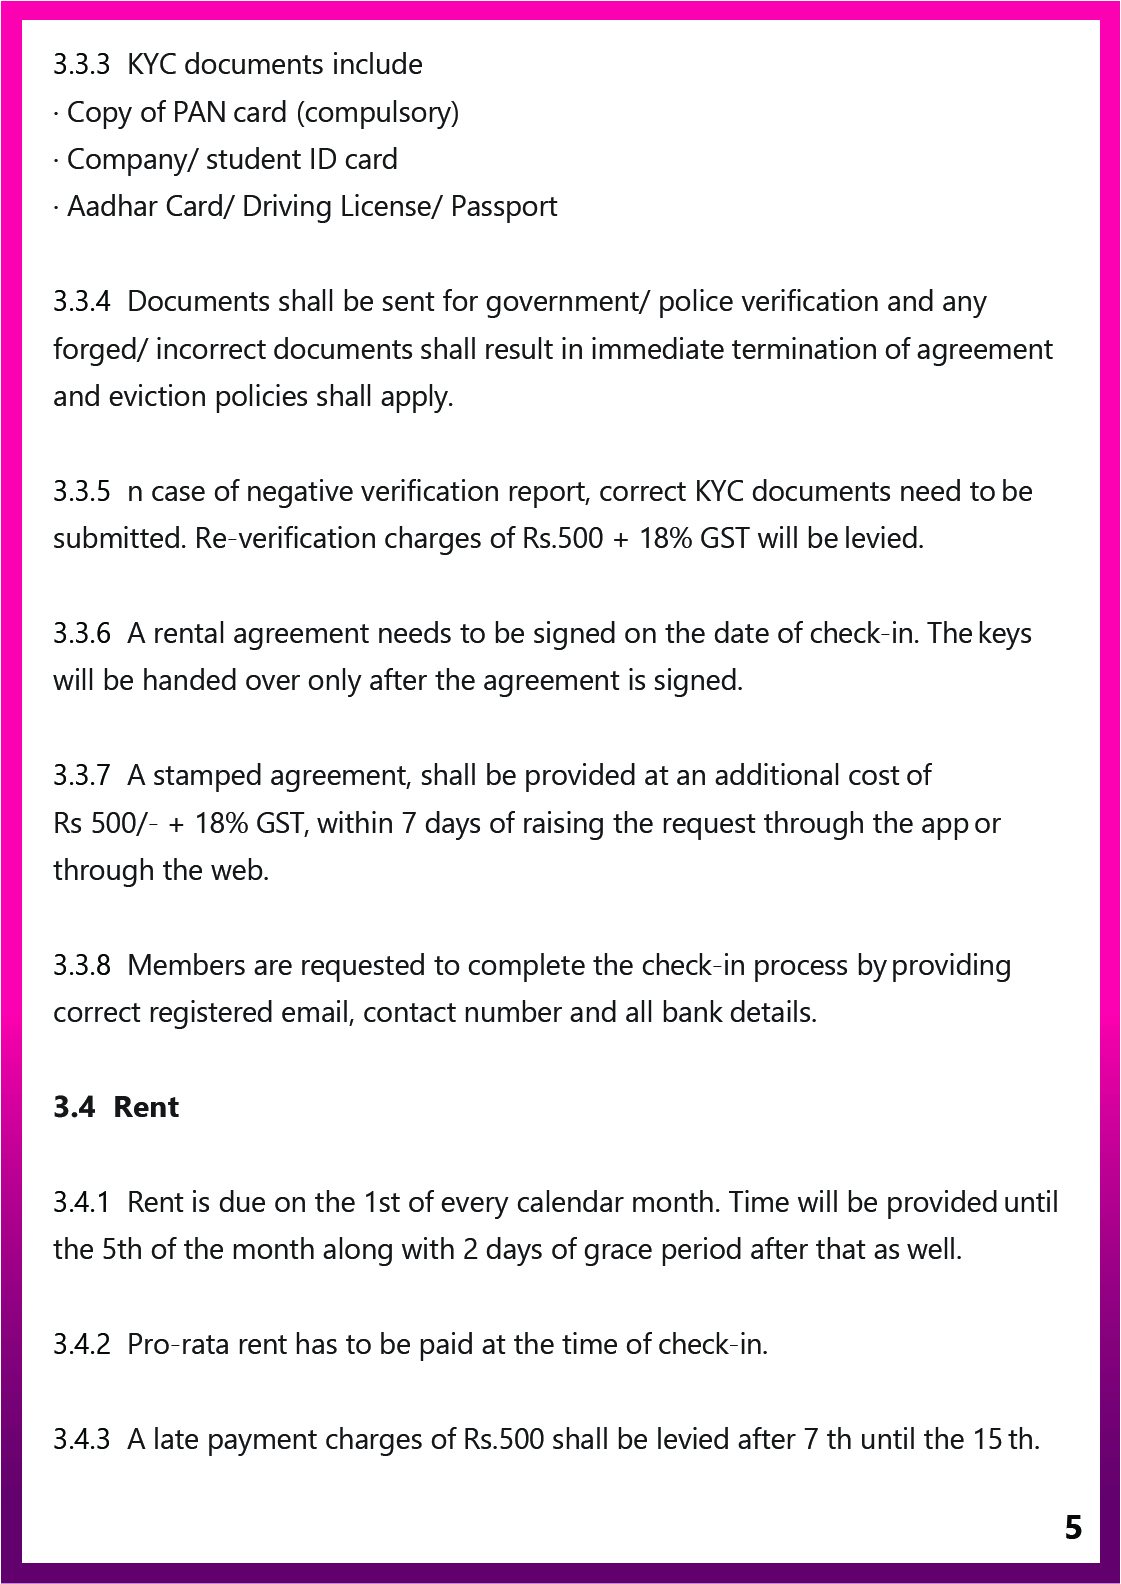 3.3.3 KYC documents include
· Copy of PAN card (compulsory)
· Company/ student ID card
· Aadhar Card/ Driving License/ Passport
3.3.4 Documents shall be sent for government/ police verification and any
forged/ incorrect documents shall result in immediate termination of agreement
and eviction policies shall apply.
3.3.5 n case of negative verification report, correct KYC documents need to be
submitted. Re-verification charges of Rs.500 + 18% GST will be levied.
3.3.6 A rental agreement needs to be signed on the date of check-in. The keys
will be handed over only after the agreement is signed.
3.3.7 A stamped agreement, shall be provided at an additional cost of
Rs 500/- + 18% GST, within 7 days of raising the request through the app or
through the web.
3.3.8 Members are requested to complete the check-in process by providing
correct registered email, contact number and all bank details.
3.4 Rent
3.4.1 Rent is due on the 1st of every calendar month. Time will be provided until
the 5th of the month along with 2 days of grace period after that as well.
3.4.2 Pro-rata rent has to be paid at the time of check-in.
3.4.3 A late payment charges of Rs.500 shall be levied after 7 th until the 15 th.
5